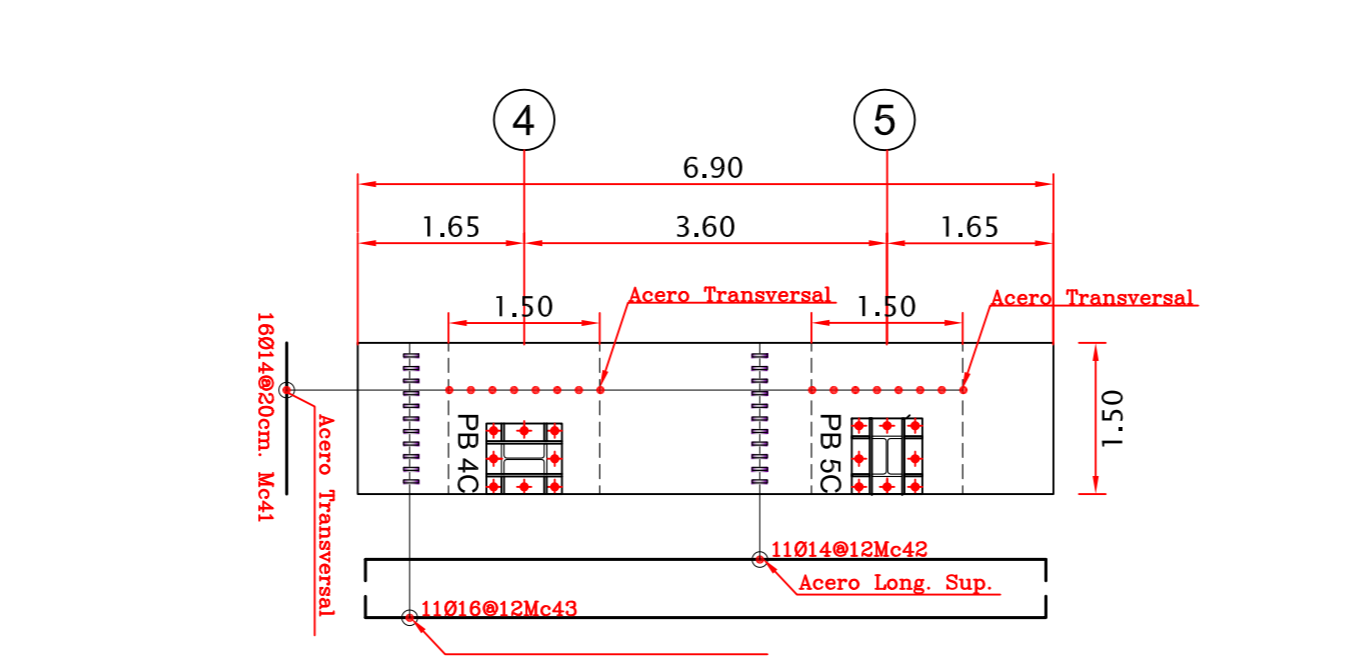 4
5
6.90
1.65
3.60
1.65
1.50
Acero Transversal
1.50
Acero Transversal
16Ø14@20cm. Mc41
Acero Transversal
PB 4C
PB 5C
1.50
11Ø14@12Mc42
Acero Long. Sup.
11Ø16@12Mc43